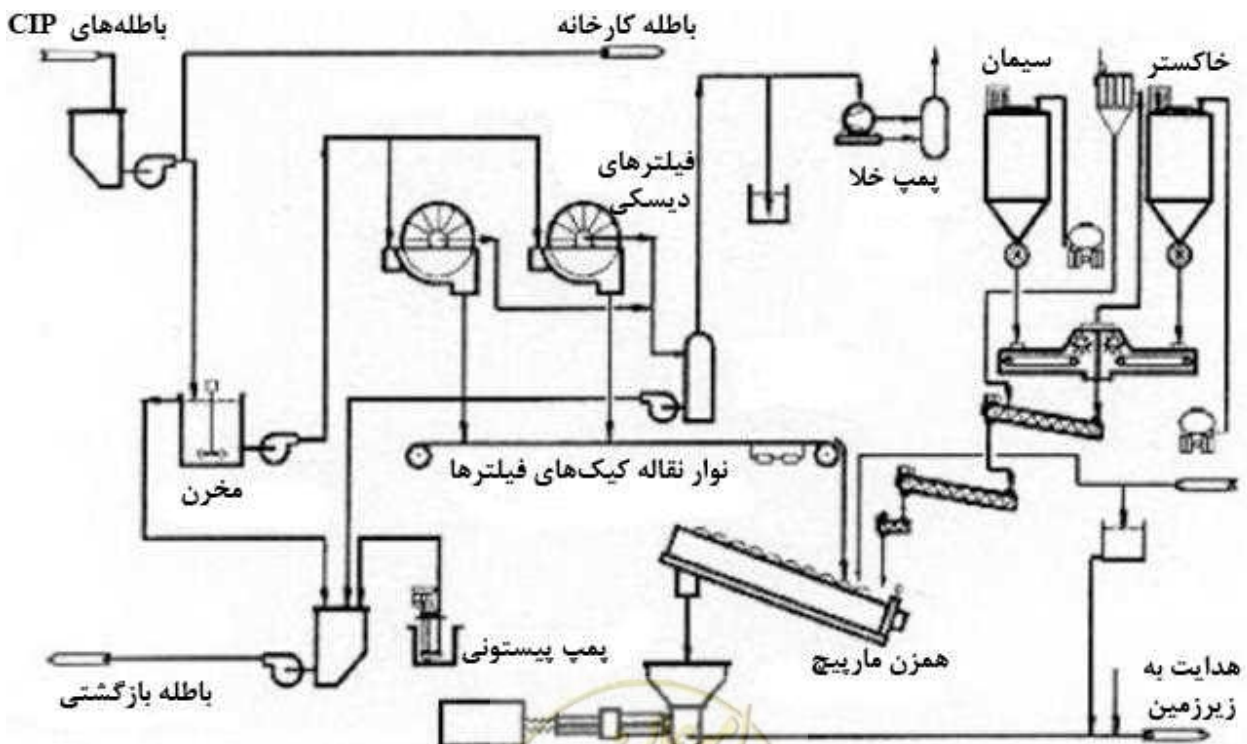 باطله‌های CIP
باطله کارخانه
سیمان
خاکستر
فیلترهای
دیسکی
پمپ خلا
نوار نقاله کیک‌های فیلترها
مخرن
پمپ پیستونی
همزن مارپیچ
باطله بازگشتی
هدایت به
زیرزمین